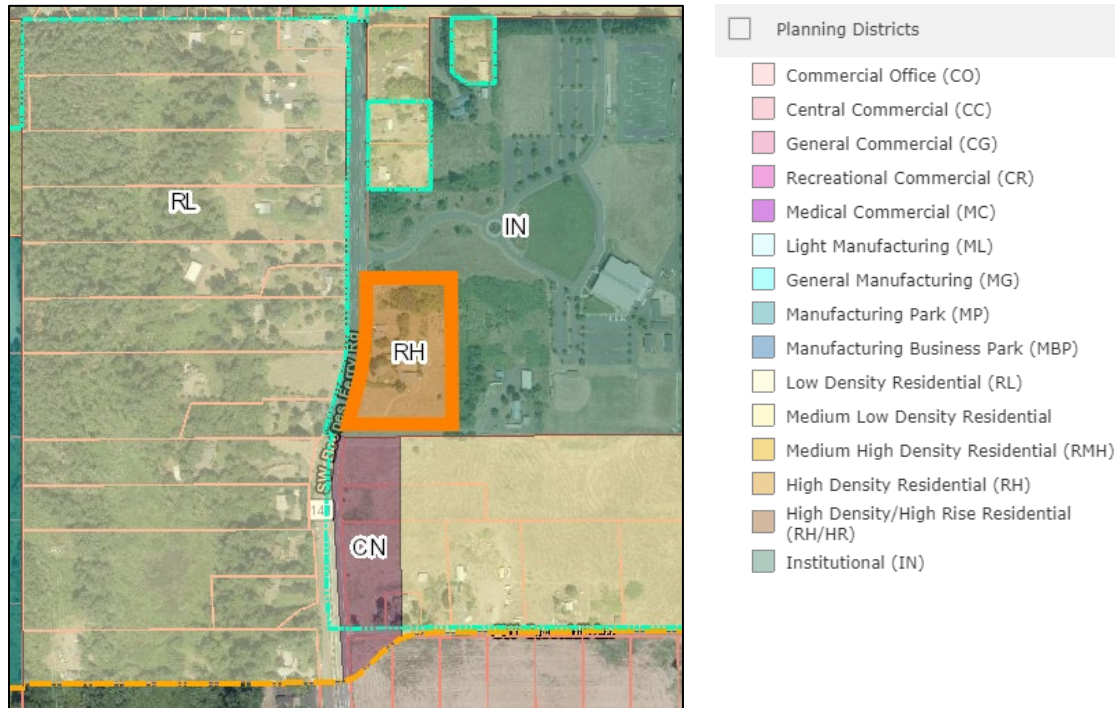 RL
IN
RH
SW Boones Ferry Rd
14
CN
Planning Districts
Commercial Office (CO)
Central Commercial (CC)
General Commercial (CG)
Recreational Commercial (CR)
Medical Commercial (MC)
Light Manufacturing (ML)
General Manufacturing (MG)
Manufacturing Park (MP)
Manufacturing Business Park (MBP)
Low Density Residential (RL)
Medium Low Density Residential
Medium High Density Residential (RMH)
High Density Residential (RH)
High Density/High Rise Residential
(RH/HR)
Institutional (IN)